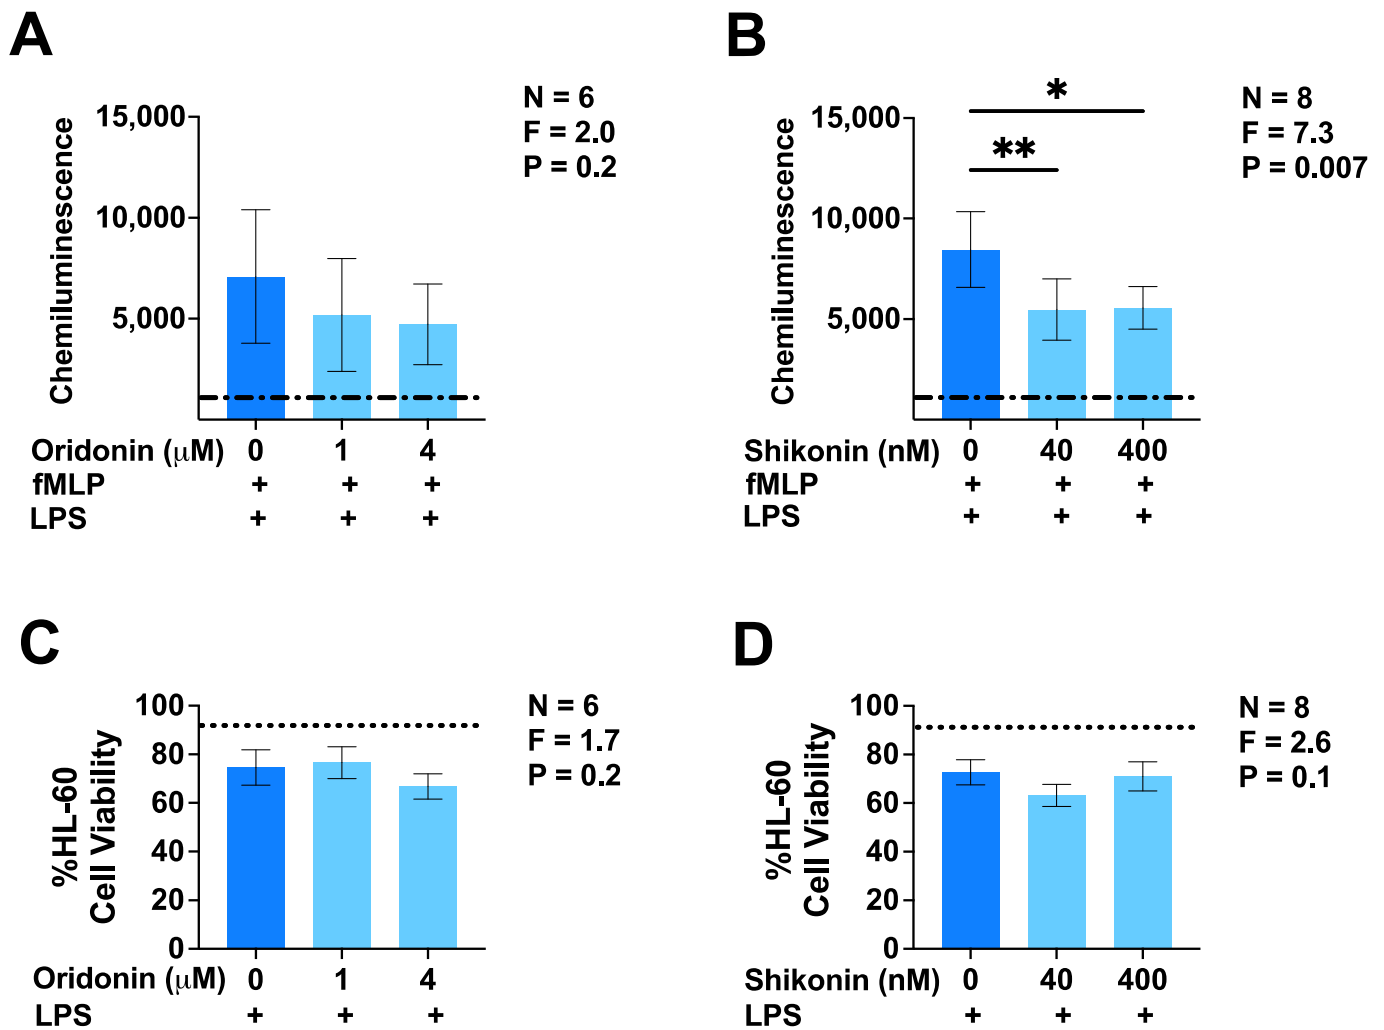 A
N = 6
F = 2.0
P = 0.2
Chemiluminescence
15,000
10,000
5,000
Oridonin (μM) 0 1 4
fMLP + + +
LPS + + +
B
* 
**
N = 8
F = 7.3
P = 0.007
Chemiluminescence
15,000
10,000
5,000
Shikonin (nM) 0 40 400
fMLP + + +
LPS + + +
C
N = 6
F = 1.7
P = 0.2
%HL-60
Cell Viability
100
80
60
40
20
0
Oridonin (μM) 0 1 4
LPS + + +
D
N = 8
F = 2.6
P = 0.1
%HL-60
Cell Viability
100
80
60
40
20
0
Shikonin (nM) 0 40 400
LPS + + +